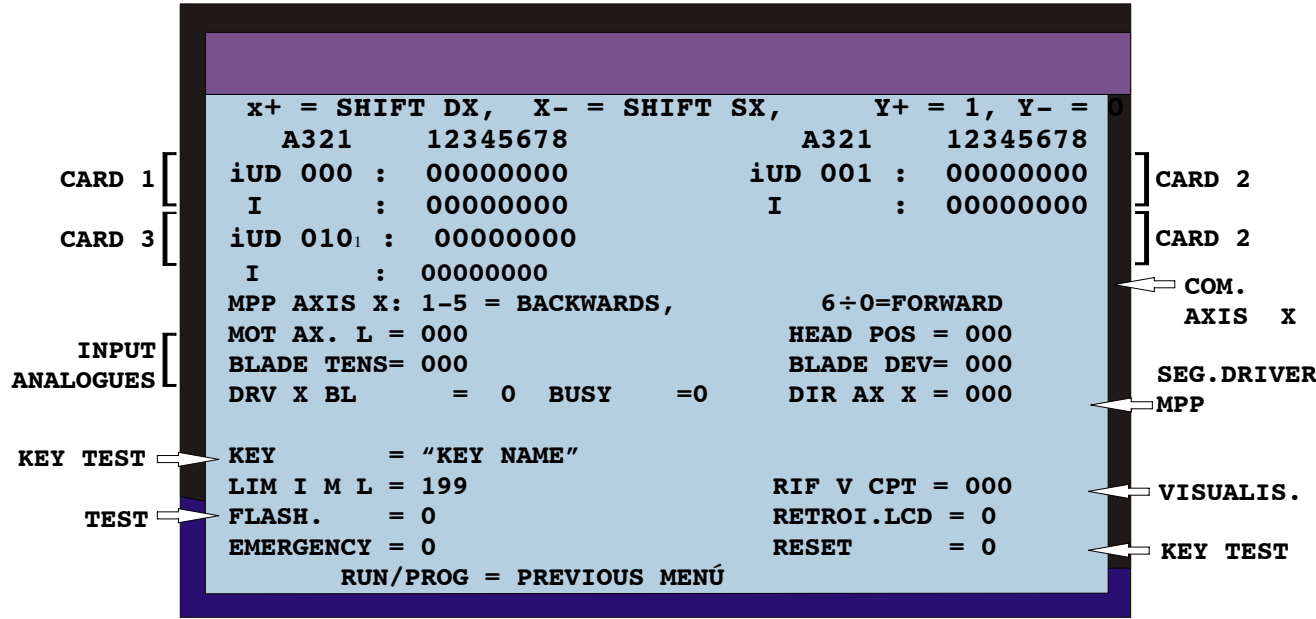 x+ = SHIFT DX, X- = SHIFT SX, Y+ = 1, Y- = 0
A321 12345678 A321 12345678
CARD 1 iUD 000 : 00000000 iUD 001 : 00000000 CARD 2
I : 00000000 I : 00000000
CARD 3 iUD 010₁ : 00000000 CARD 2
I : 00000000
COM.
AXIS X
MPP AXIS X: 1-5 = BACKWARDS, 6÷0=FORWARD
INPUT
ANALOGUES
MOT AX. L = 000 HEAD POS = 000
BLADE TENS= 000 BLADE DEV= 000
DRV X BL = 0 BUSY =0 DIR AX X = 000
SEG.DRIVER
MPP
KEY TEST KEY = “KEY NAME”
LIM I M L = 199 RIF V CPT = 000 VISUALIS.
TEST FLASH. = 0 RETROI.LCD = 0
EMERGENCY = 0 RESET = 0 KEY TEST
RUN/PROG = PREVIOUS MENÚ